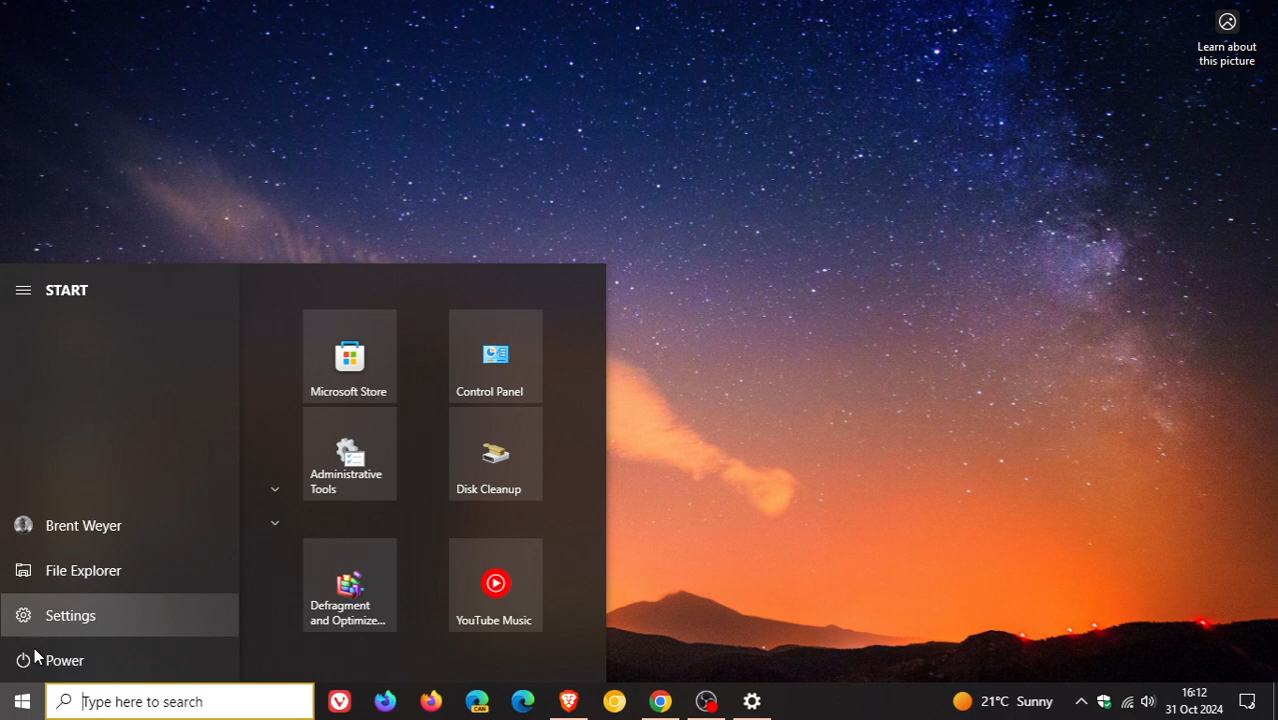 Learn about
this picture
START
Microsoft Store
Control Panel
Administrative
Tools
Disk Cleanup
Brent Weyer
File Explorer
Settings
Defragment
and Optimize...
YouTube Music
Power
Type here to search
CAN
21°C Sunny
16:12
31 Oct 2024